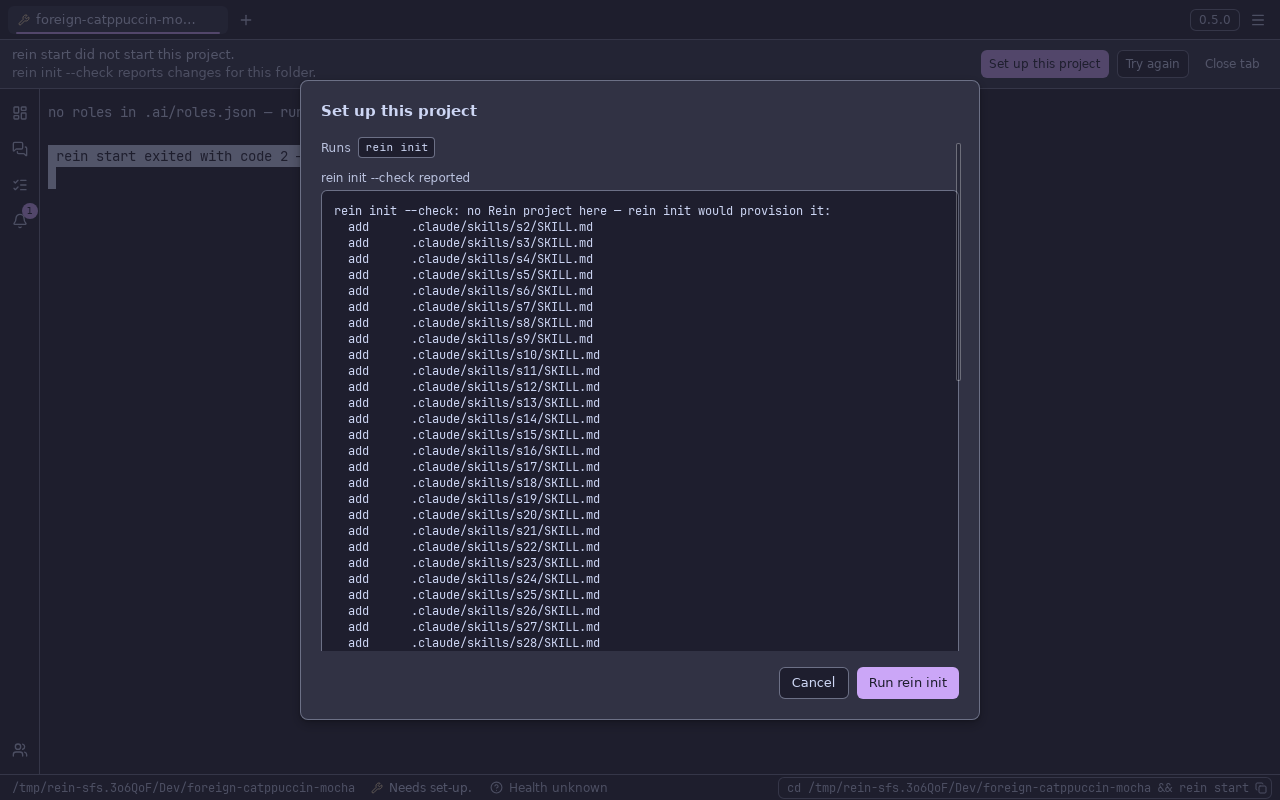 foreign-catppuccin-mo...
0.5.0
rein start did not start this project.
rein init --check reports changes for this folder.
Set up this project
Try again
Close tab
no roles in .ai/roles.json — run
rein start exited with code 2 —
1
Set up this project
Runs rein init
rein init --check reported
rein init --check: no Rein project here — rein init would provision it:
add .claude/skills/s2/SKILL.md
add .claude/skills/s3/SKILL.md
add .claude/skills/s4/SKILL.md
add .claude/skills/s5/SKILL.md
add .claude/skills/s6/SKILL.md
add .claude/skills/s7/SKILL.md
add .claude/skills/s8/SKILL.md
add .claude/skills/s9/SKILL.md
add .claude/skills/s10/SKILL.md
add .claude/skills/s11/SKILL.md
add .claude/skills/s12/SKILL.md
add .claude/skills/s13/SKILL.md
add .claude/skills/s14/SKILL.md
add .claude/skills/s15/SKILL.md
add .claude/skills/s16/SKILL.md
add .claude/skills/s17/SKILL.md
add .claude/skills/s18/SKILL.md
add .claude/skills/s19/SKILL.md
add .claude/skills/s20/SKILL.md
add .claude/skills/s21/SKILL.md
add .claude/skills/s22/SKILL.md
add .claude/skills/s23/SKILL.md
add .claude/skills/s24/SKILL.md
add .claude/skills/s25/SKILL.md
add .claude/skills/s26/SKILL.md
add .claude/skills/s27/SKILL.md
add .claude/skills/s28/SKILL.md
Cancel
Run rein init
/tmp/rein-sfs.3o6QoF/Dev/foreign-catppuccin-mocha
Needs set-up.
Health unknown
cd /tmp/rein-sfs.3o6QoF/Dev/foreign-catppuccin-mocha && rein start